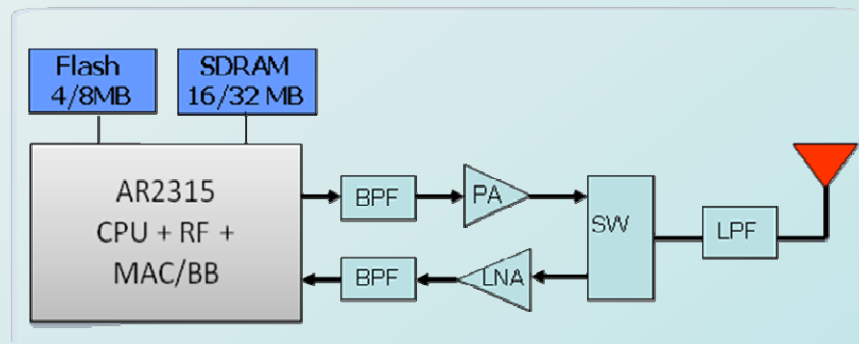 Flash
4/8MB
SDRAM
16/32 MB
AR2315
CPU + RF +
MAC/BB
BPF
PA
SW
LPF
BPF
LNA